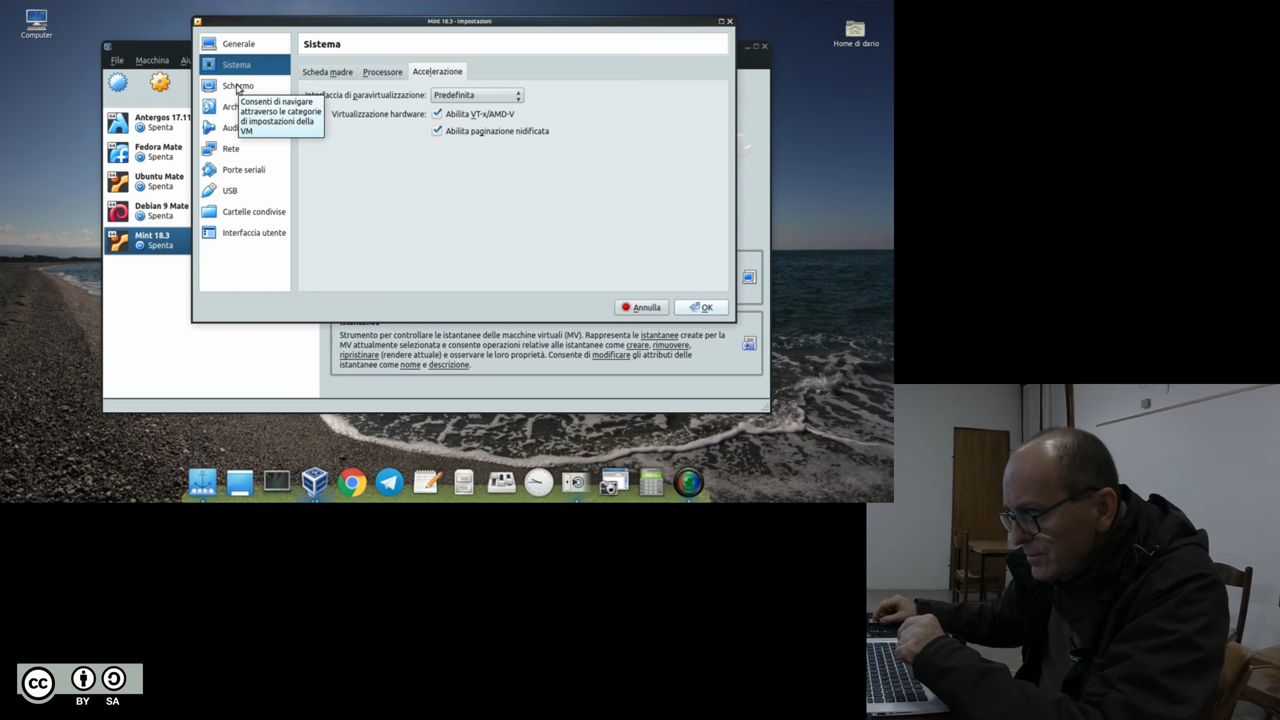 Computer
Home di dario
Mint 18.3 - Impostazioni
File Macchina
Antergos 17.11
Spenta
Fedora Mate
Spenta
Ubuntu Mate
Spenta
Debian 9 Mate
Spenta
Mint 18.3
Spenta
Generale
Sistema
Schermo
Audi
Rete
Porte seriali
USB
Cartelle condivise
Interfaccia utente
Consenti di navigare
attraverso le categorie
di impostazioni della
VM
Sistema
Scheda madre Processore Accelerazione
di paravirtualizzazione: Predefinita
Virtualizzazione hardware: Abilita VT-x/AMD-V
Abilita paginazione nidificata
Annulla OK
Strumento per controllare le istantanee delle macchine virtuali (MV). Rappresenta le istantanee create per la
MV attualmente selezionata e consente operazioni relative alle istantanee come creare, rimuovere,
ripristinare (rendere attuale) e osservare le loro proprietà. Consente di modificare gli attributi delle
istantanee come nome e descrizione.
cc
BY SA